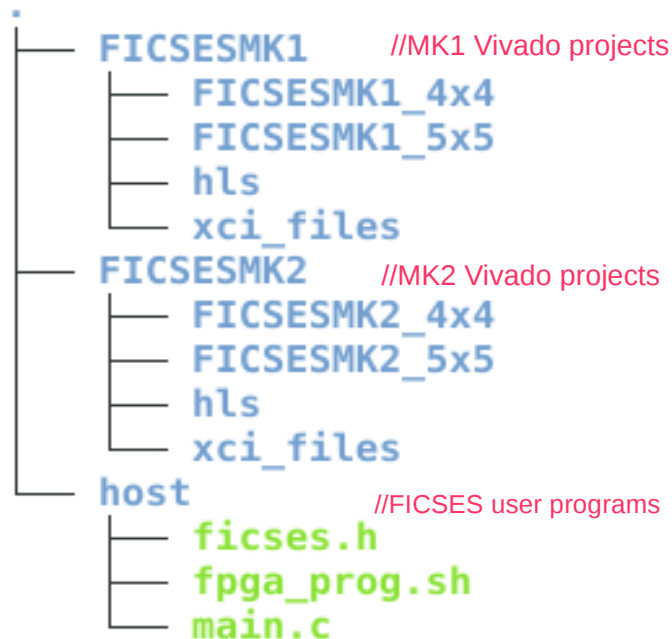 .
FICSESMK1 //MK1 Vivado projects
FICSESMK1_4x4
FICSESMK1_5x5
hls
xci_files
FICSESMK2 //MK2 Vivado projects
FICSESMK2_4x4
FICSESMK2_5x5
hls
xci_files
host //FICSES user programs
ficses.h
fpga_prog.sh
main.c